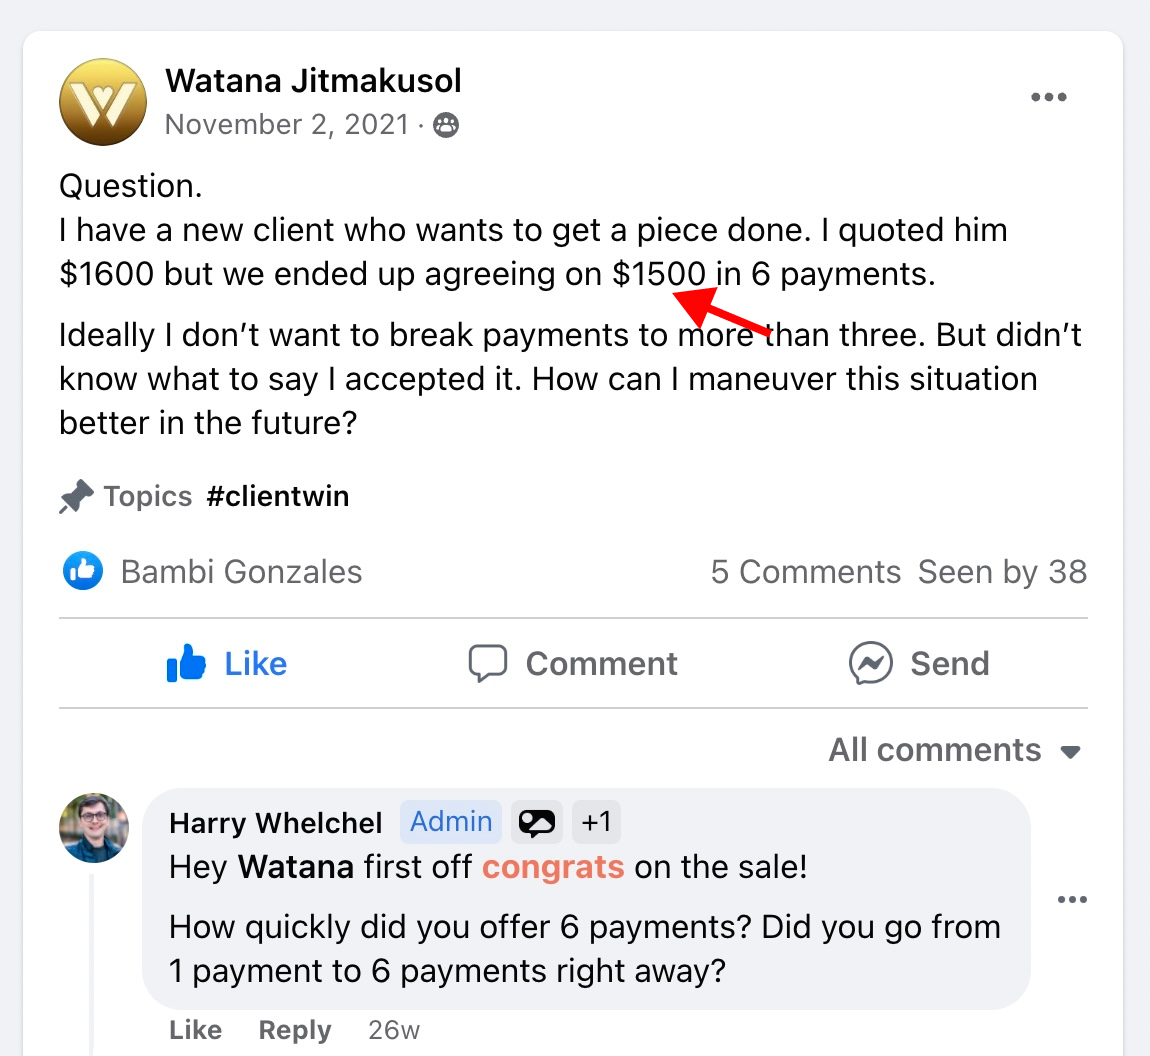 Watana Jitmakusol
November 2, 2021 ·
Question.
I have a new client who wants to get a piece done. I quoted him
$1600 but we ended up agreeing on $1500 in 6 payments.
Ideally I don’t want to break payments to more than three. But didn’t
know what to say I accepted it. How can I maneuver this situation
better in the future?
Topics #clientwin
Bambi Gonzales 5 Comments Seen by 38
Like Comment Send
All comments
Harry Whelchel Admin +1
Hey Watana first off congrats on the sale!
How quickly did you offer 6 payments? Did you go from
1 payment to 6 payments right away?
Like Reply 26w